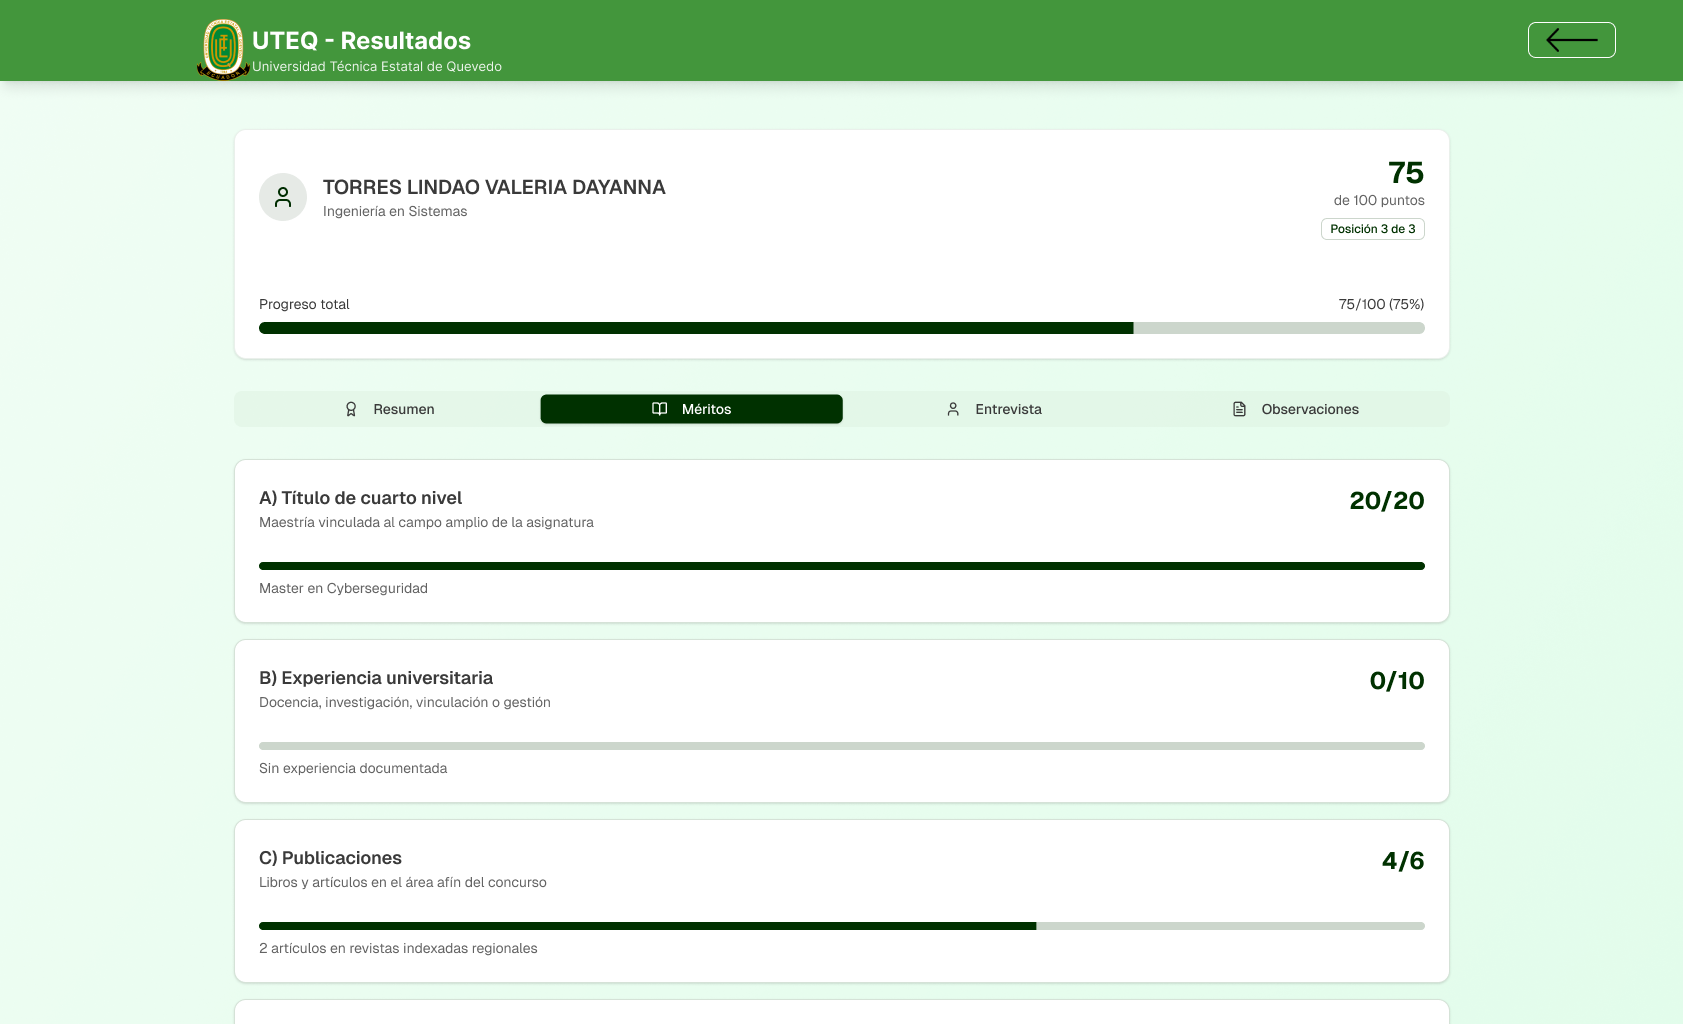 UTEQ - Resultados
Universidad Técnica Estatal de Quevedo
TORRES LINDAO VALERIA DAYANNA
Ingeniería en Sistemas
75
de 100 puntos
Posición 3 de 3
Progreso total
75/100 (75%)
Resumen
Méritos
Entrevista
Observaciones
A) Título de cuarto nivel
20/20
Maestría vinculada al campo amplio de la asignatura
Master en Cyberseguridad
B) Experiencia universitaria
0/10
Docencia, investigación, vinculación o gestión
Sin experiencia documentada
C) Publicaciones
4/6
Libros y artículos en el área afín del concurso
2 artículos en revistas indexadas regionales